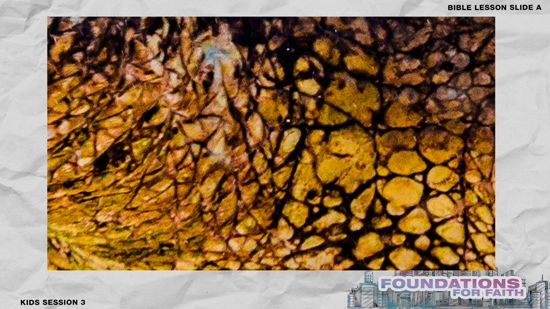 BIBLE LESSON SLIDE A
FOUNDATIONS
FOR FAITH
KIDS SESSION 3